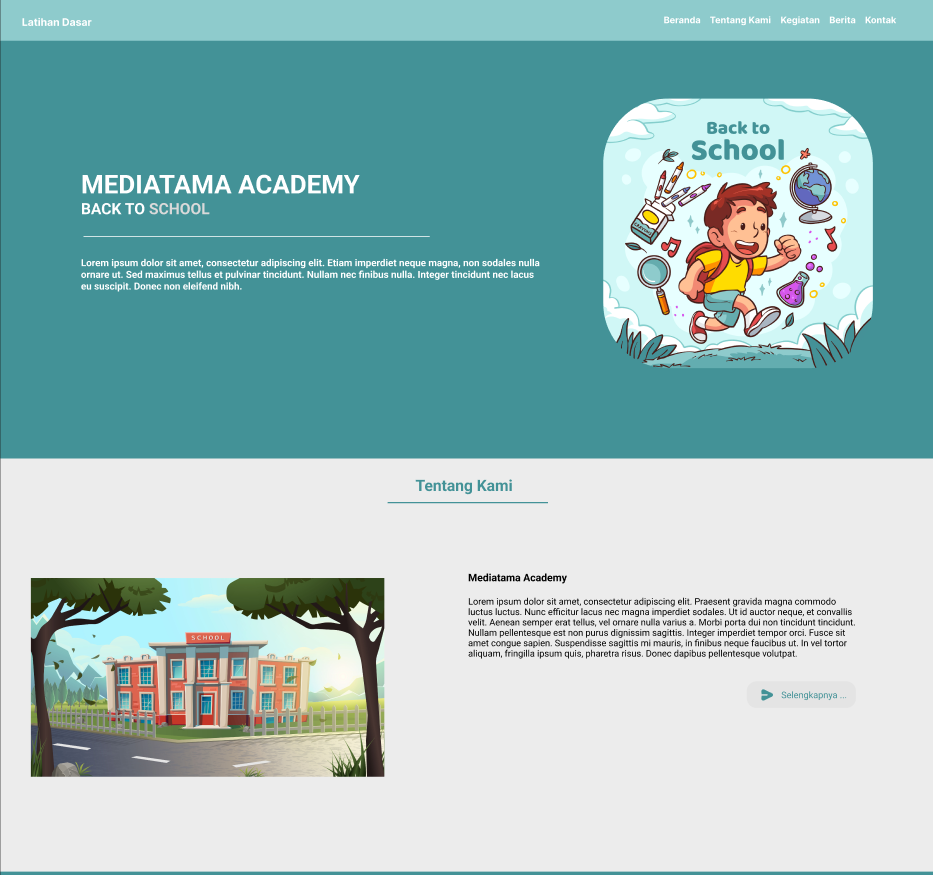 Latihan Dasar
Beranda Tentang Kami Kegiatan Berita Kontak
Back to
School
MEDIATAMA ACADEMY
BACK TO SCHOOL
Lorem ipsum dolor sit amet, consectetur adipiscing elit. Etiam imperdiet neque magna, non sodales nulla
ornare ut. Sed maximus tellus et pulvinar tincidunt. Nullam nec finibus nulla. Integer tincidunt nec lacus
eu suscipit. Donec non eleifend nibh.
Tentang Kami
SCHOOL
Mediatama Academy
Lorem ipsum dolor sit amet, consectetur adipiscing elit. Praesent gravida magna commodo
luctus luctus. Nunc efficitur lacus nec magna imperdiet sodales. Ut id auctor neque, et convallis
velit. Aenean semper erat tellus, vel ornare nulla varius a. Morbi porta dui non tincidunt tincidunt.
Nullam pellentesque est non purus dignissim sagittis. Integer imperdiet tempor orci. Fusce sit
amet congue sapien. Suspendisse sagittis mi mauris, in finibus neque faucibus ut. In vel tortor
aliquam, fringilla ipsum quis, pharetra risus. Donec dapibus pellentesque volutpat.
Selengkapnya ...